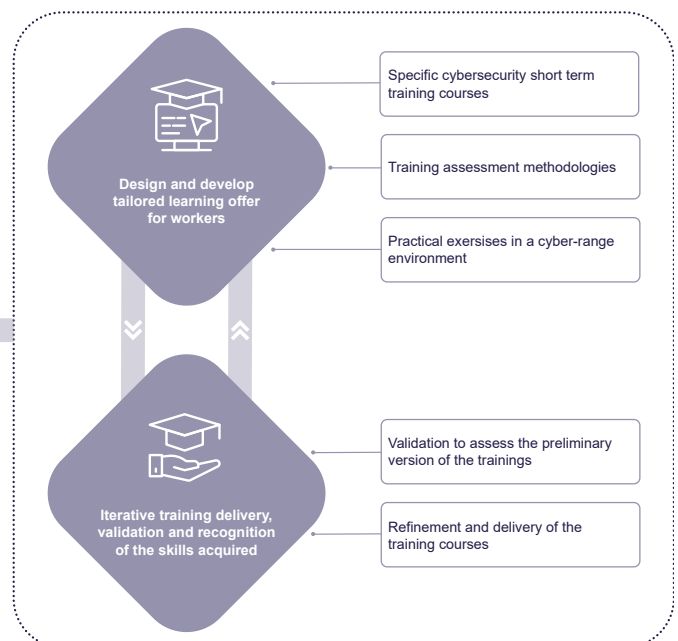 Design and develop
tailored learning offer
for workers
Specific cybersecurity short term
training courses
Training assessment methodologies
Practical exersises in a cyber-range
environment
Iterative training delivery,
validation and recognition
of the skills acquired
Validation to assess the preliminary
version of the trainings
Refinement and delivery of the
training courses